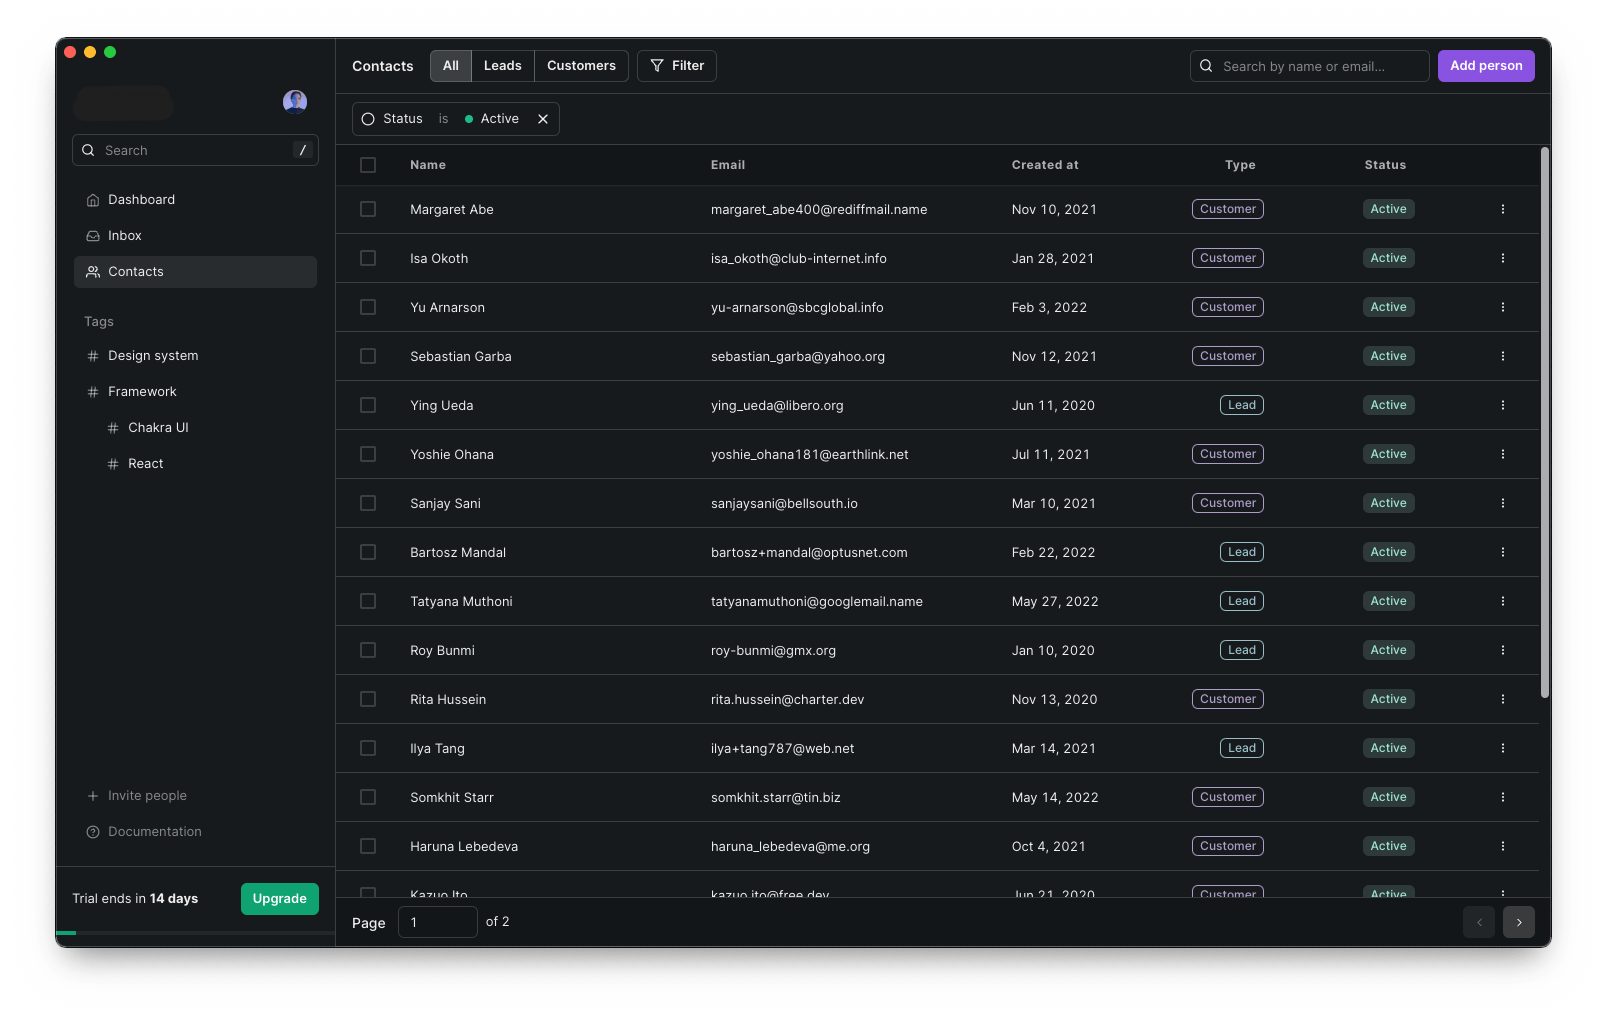 Contacts All Leads Customers Filter Search by name or email... Add person
Status is Active
Search /
Dashboard
Inbox
Contacts
Tags
Design system
Framework
Chakra UI
React
Invite people
Documentation
Trial ends in 14 days Upgrade
Name Email Created at Type Status
Margaret Abe margaret_abe400@rediffmail.name Nov 10, 2021 Customer Active
Isa Okoth isa_okoth@club-internet.info Jan 28, 2021 Customer Active
Yu Arnarson yu-arnarson@sbcglobal.info Feb 3, 2022 Customer Active
Sebastian Garba sebastian_garba@yahoo.org Nov 12, 2021 Customer Active
Ying Ueda ying_ueda@libero.org Jun 11, 2020 Lead Active
Yoshie Ohana yoshie_ohana181@earthlink.net Jul 11, 2021 Customer Active
Sanjay Sani sanjaysani@bellsouth.io Mar 10, 2021 Customer Active
Bartosz Mandal bartosz+mandal@optusnet.com Feb 22, 2022 Lead Active
Tatyana Muthoni tatyanamuthoni@googlemail.name May 27, 2022 Lead Active
Roy Bunmi roy-bunmi@gmx.org Jan 10, 2020 Lead Active
Rita Hussein rita.hussein@charter.dev Nov 13, 2020 Customer Active
Ilya Tang ilya+tang787@web.net Mar 14, 2021 Lead Active
Somkhit Starr somkhit.starr@tin.biz May 14, 2022 Customer Active
Haruna Lebedeva haruna_lebedeva@me.org Oct 4, 2021 Customer Active
Kazuo Ito kazuo.ito@free.dev Jun 21, 2020 Customer Active
Page 1 of 2